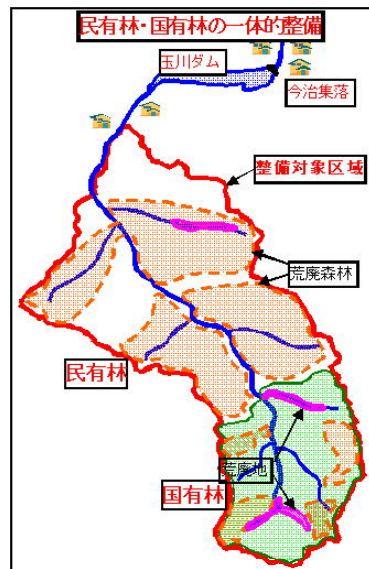 民有林・国有林の一体的整備
玉川ダム
今治集落
整備対象区域
荒廃森林
民有林
荒廃地
国有林